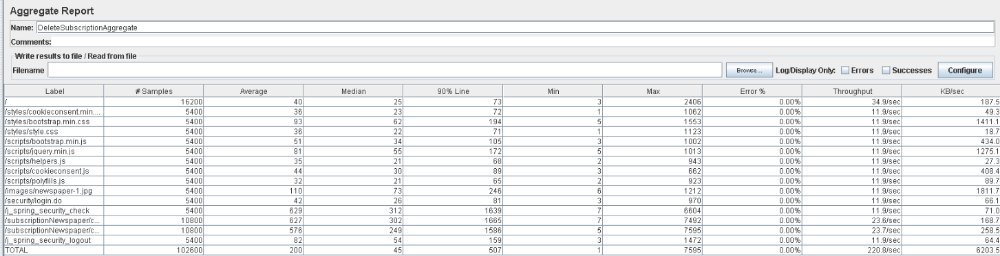 Aggregate Report
Name: DeleteSubscriptionAggregate
Comments:
Write results to file / Read from file
Filename Browse... Log/Display Only: Errors Successes Configure
Label # Samples Average Median 90% Line Min Max Error % Throughput KB/sec
/ 16200 40 25 73 3 2406 0.00% 34.9/sec 187.5
/styles/cookieconsent.min.... 5400 36 23 72 1 1062 0.00% 11.9/sec 49.3
/styles/bootstrap.min.css 5400 93 62 194 5 1553 0.00% 11.9/sec 1411.1
/styles/style.css 5400 36 22 71 1 1123 0.00% 11.9/sec 18.7
/scripts/bootstrap.min.js 5400 51 34 105 3 1002 0.00% 11.9/sec 434.0
/scripts/jquery.min.js 5400 81 55 172 5 1013 0.00% 11.9/sec 1275.1
/scripts/helpers.js 5400 35 21 68 2 943 0.00% 11.9/sec 27.3
/scripts/cookieconsent.js 5400 44 30 89 3 662 0.00% 11.9/sec 408.4
/scripts/polyfills.js 5400 32 21 65 2 923 0.00% 11.9/sec 89.7
/images/newspaper-1.jpg 5400 110 73 246 6 1212 0.00% 11.9/sec 1811.7
/security/login.do 5400 42 26 81 3 970 0.00% 11.9/sec 66.1
/j_spring_security_check 5400 629 312 1639 7 6604 0.00% 11.9/sec 71.0
/subscriptionNewspaper/c... 10800 627 302 1665 7 7492 0.00% 23.6/sec 168.7
/subscriptionNewspaper/c... 10800 576 249 1586 5 7595 0.00% 23.7/sec 258.5
/j_spring_security_logout 5400 82 54 159 3 1472 0.00% 11.9/sec 64.4
TOTAL 102600 200 45 507 1 7595 0.00% 220.8/sec 6203.5